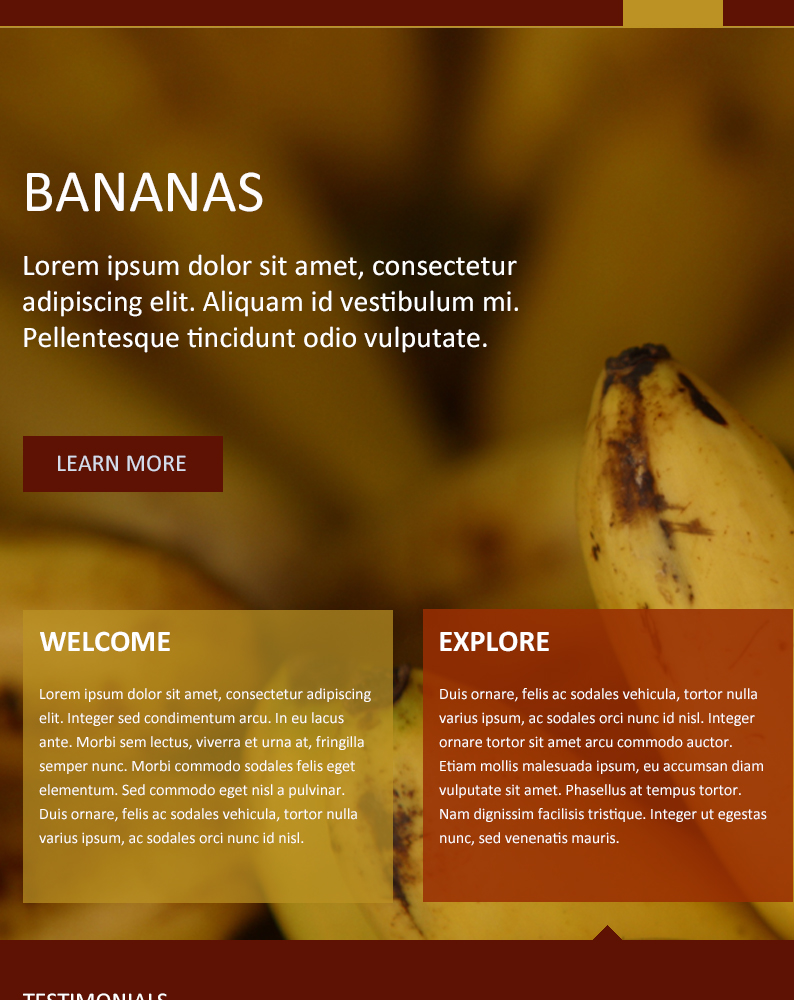 BANANAS
Lorem ipsum dolor sit amet, consectetur
adipiscing elit. Aliquam id vestibulum mi.
Pellentesque tincidunt odio vulputate.
LEARN MORE
WELCOME
Lorem ipsum dolor sit amet, consectetur adipiscing
elit. Integer sed condimentum arcu. In eu lacus
ante. Morbi sem lectus, viverra et urna at, fringilla
semper nunc. Morbi commodo sodales felis eget
elementum. Sed commodo eget nisl a pulvinar.
Duis ornare, felis ac sodales vehicula, tortor nulla
varius ipsum, ac sodales orci nunc id nisl.
EXPLORE
Duis ornare, felis ac sodales vehicula, tortor nulla
varius ipsum, ac sodales orci nunc id nisl. Integer
ornare tortor sit amet arcu commodo auctor.
Etiam mollis malesuada ipsum, eu accumsan diam
vulputate sit amet. Phasellus at tempus tortor.
Nam dignissim facilisis tristique. Integer ut egestas
nunc, sed venenatis mauris.
TESTIMONIALS